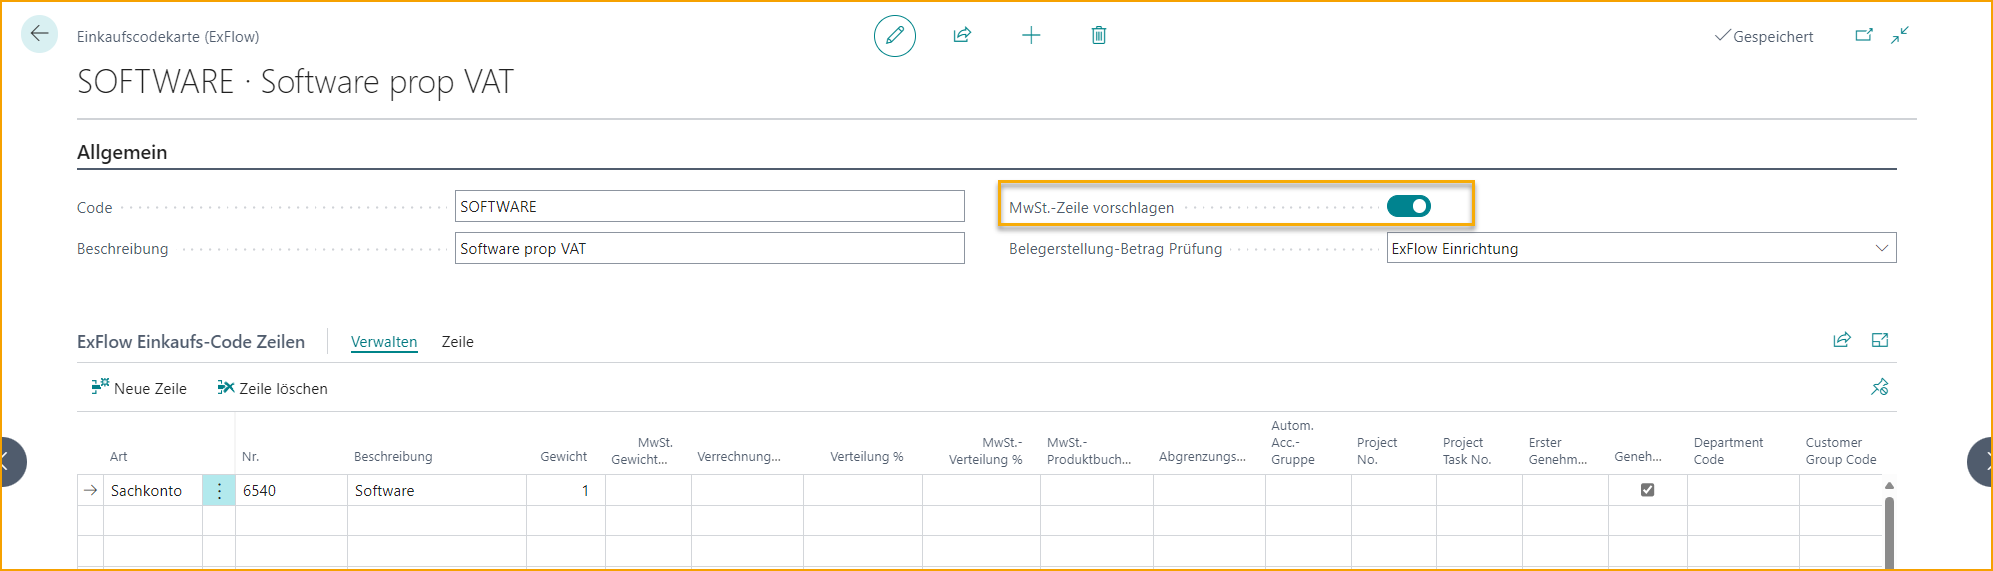 Einkaufscodekarte (ExFlow)
Gespeichert
SOFTWARE · Software prop VAT
Allgemein
Code
SOFTWARE
MwSt.-Zeile vorschlagen
Beschreibung
Software prop VAT
Belegerstellung-Betrag Prüfung
ExFlow Einrichtung
ExFlow Einkaufs-Code Zeilen
Verwalten
Zeile
Neue Zeile
Zeile löschen
Art
Nr.
Beschreibung
Gewicht
MwSt.
Gewicht...
Verrechnung...
Verteilung %
MwSt.-
Verteilung %
MwSt.-
Produktbuch...
Abgrenzungs...
Autom.
Acc.-
Gruppe
Project
No.
Project
Task No.
Erster
Genehm...
Geneh...
Department
Code
Customer
Group Code
Sachkonto
6540
Software
1